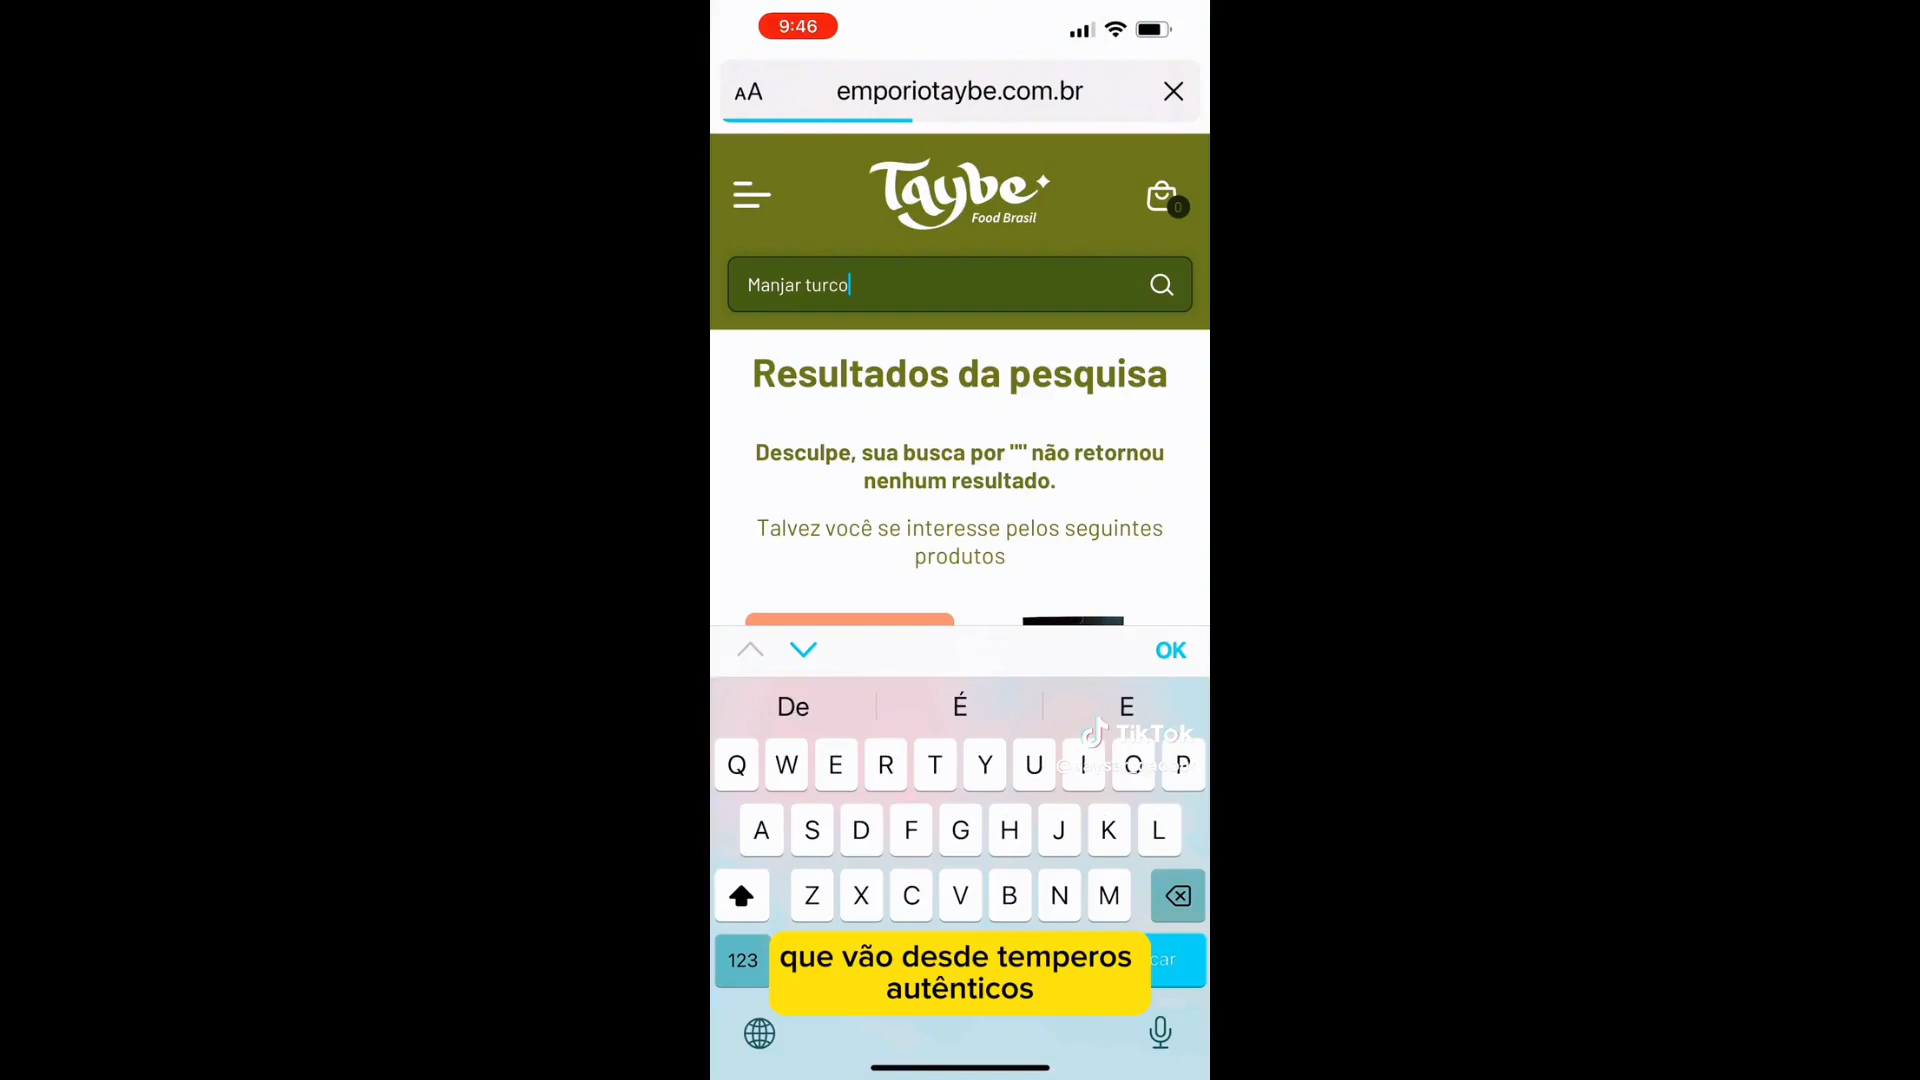 9:46
AA emporiotaybe.com.br
Taybe
Food Brasil
0
Manjar turco
Resultados da pesquisa
Desculpe, sua busca por "" não retornou
nenhum resultado.
Talvez você se interesse pelos seguintes
produtos
OK
De É E
TikTok
Q W E R T Y U I O P
A S D F G H J K L
Z X C V B N M
123
que vão desde temperos
autênticos
car